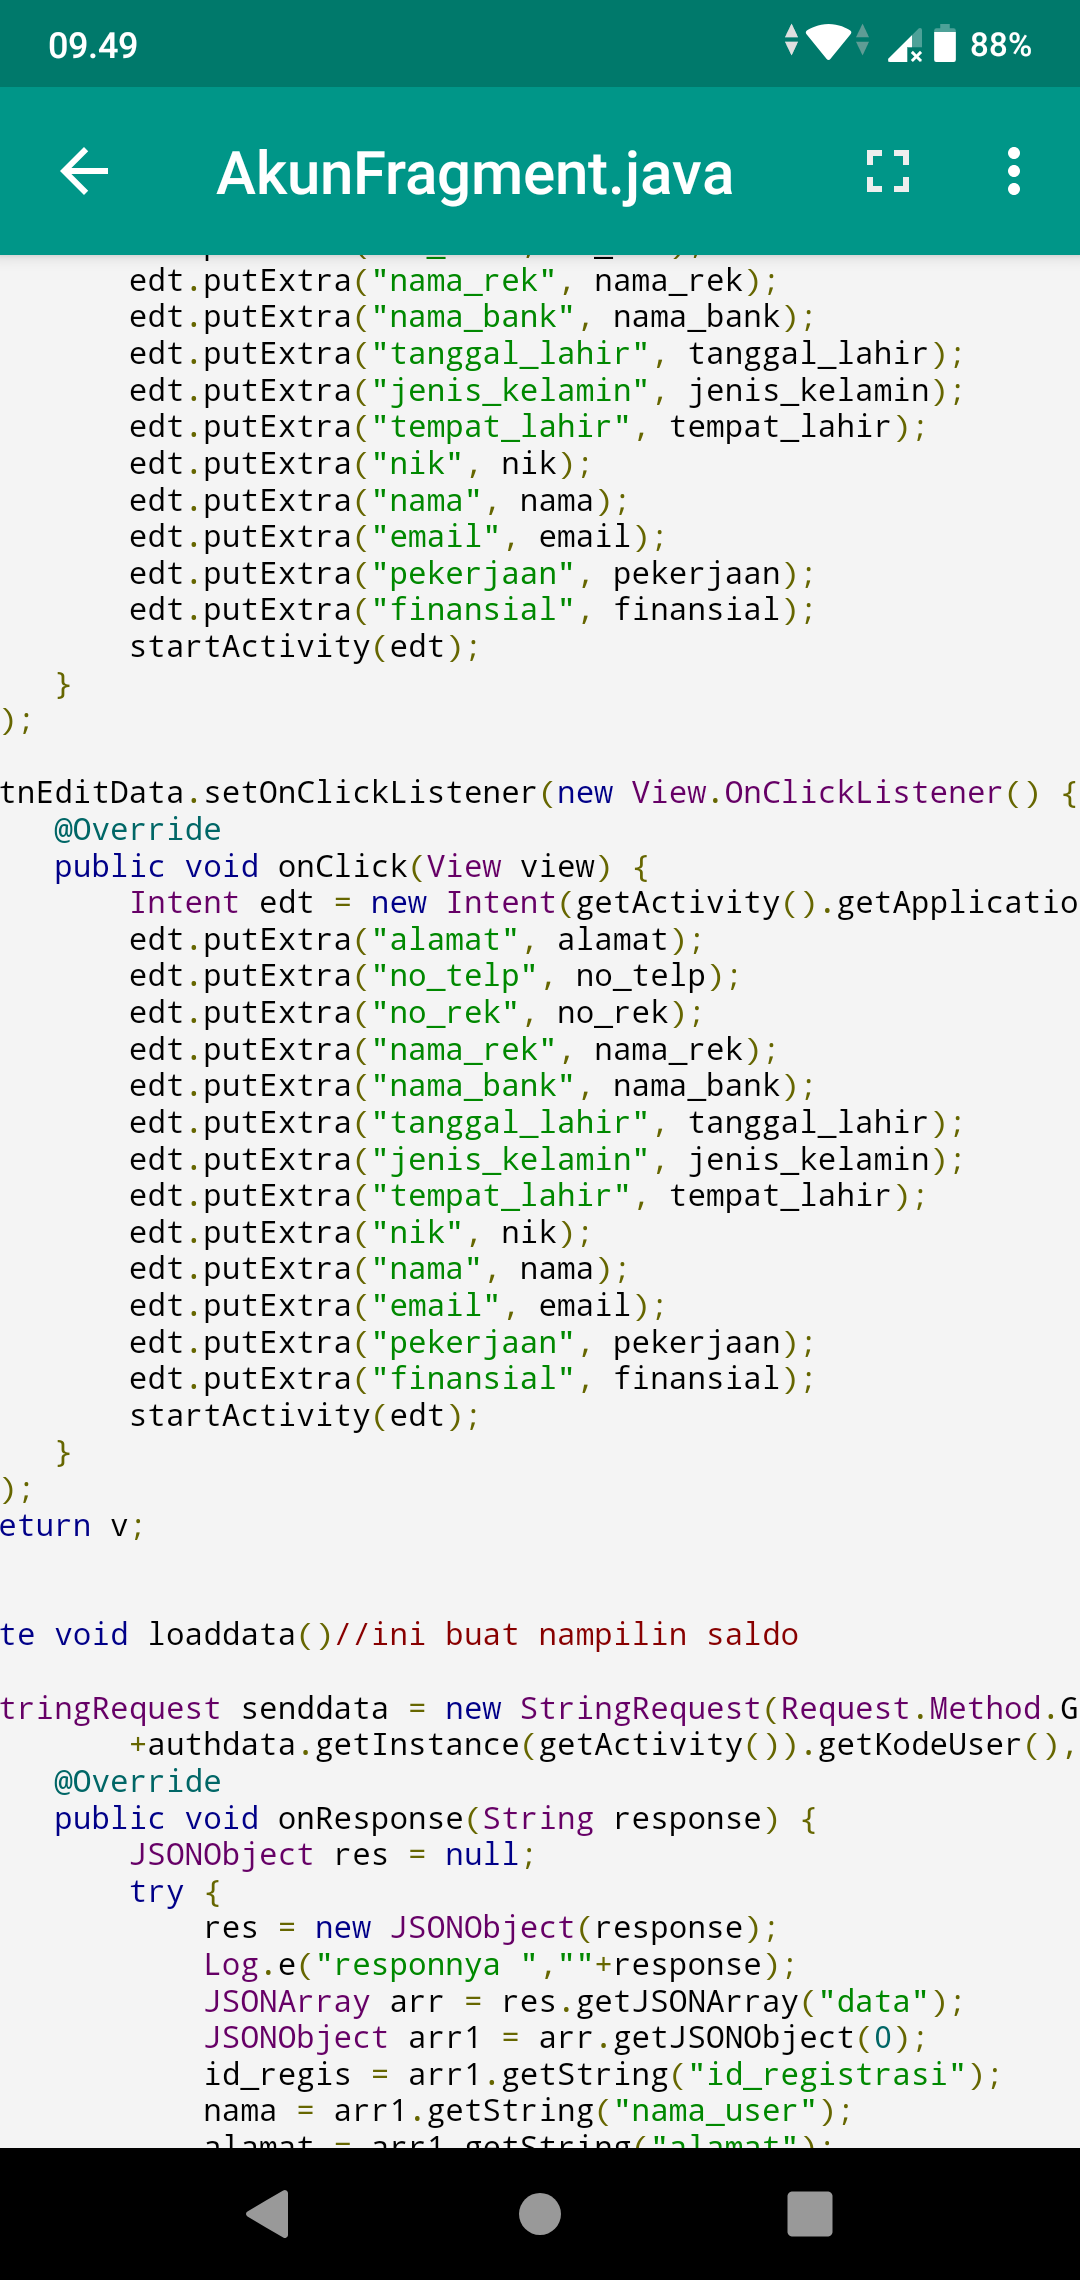 09.49
88%
AkunFragment.java
edt.putExtra("nama_rek", nama_rek);
edt.putExtra("nama_bank", nama_bank);
edt.putExtra("tanggal_lahir", tanggal_lahir);
edt.putExtra("jenis_kelamin", jenis_kelamin);
edt.putExtra("tempat_lahir", tempat_lahir);
edt.putExtra("nik", nik);
edt.putExtra("nama", nama);
edt.putExtra("email", email);
edt.putExtra("pekerjaan", pekerjaan);
edt.putExtra("finansial", finansial);
startActivity(edt);
}
);
tnEditData.setOnClickListener(new View.OnClickListener() {
@Override
public void onClick(View view) {
Intent edt = new Intent(getActivity().getApplicatio
edt.putExtra("alamat", alamat);
edt.putExtra("no_telp", no_telp);
edt.putExtra("no_rek", no_rek);
edt.putExtra("nama_rek", nama_rek);
edt.putExtra("nama_bank", nama_bank);
edt.putExtra("tanggal_lahir", tanggal_lahir);
edt.putExtra("jenis_kelamin", jenis_kelamin);
edt.putExtra("tempat_lahir", tempat_lahir);
edt.putExtra("nik", nik);
edt.putExtra("nama", nama);
edt.putExtra("email", email);
edt.putExtra("pekerjaan", pekerjaan);
edt.putExtra("finansial", finansial);
startActivity(edt);
}
);
eturn v;
te void loaddata()//ini buat nampilin saldo
tringRequest senddata = new StringRequest(Request.Method.G
+authdata.getInstance(getActivity()).getKodeUser(),
@Override
public void onResponse(String response) {
JSONObject res = null;
try {
res = new JSONObject(response);
Log.e("responnya ",""+response);
JSONArray arr = res.getJSONArray("data");
JSONObject arr1 = arr.getJSONObject(0);
id_regis = arr1.getString("id_registrasi");
nama = arr1.getString("nama_user");
alamat = arr1.getString("alamat");